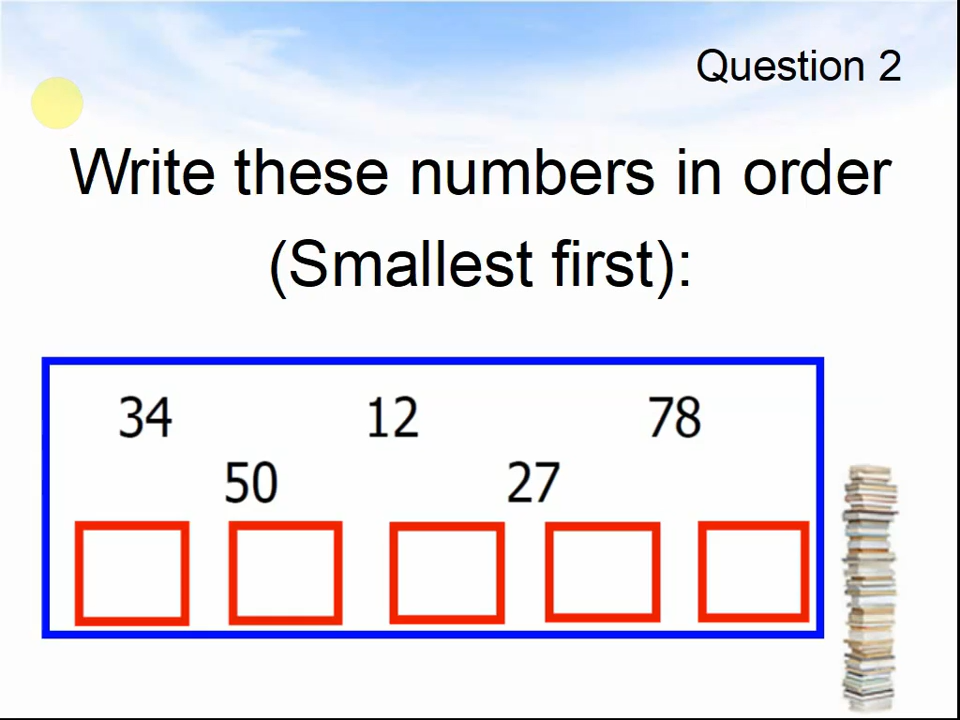 Question 2
Write these numbers in order
(Smallest first):
34 12 78
50 27